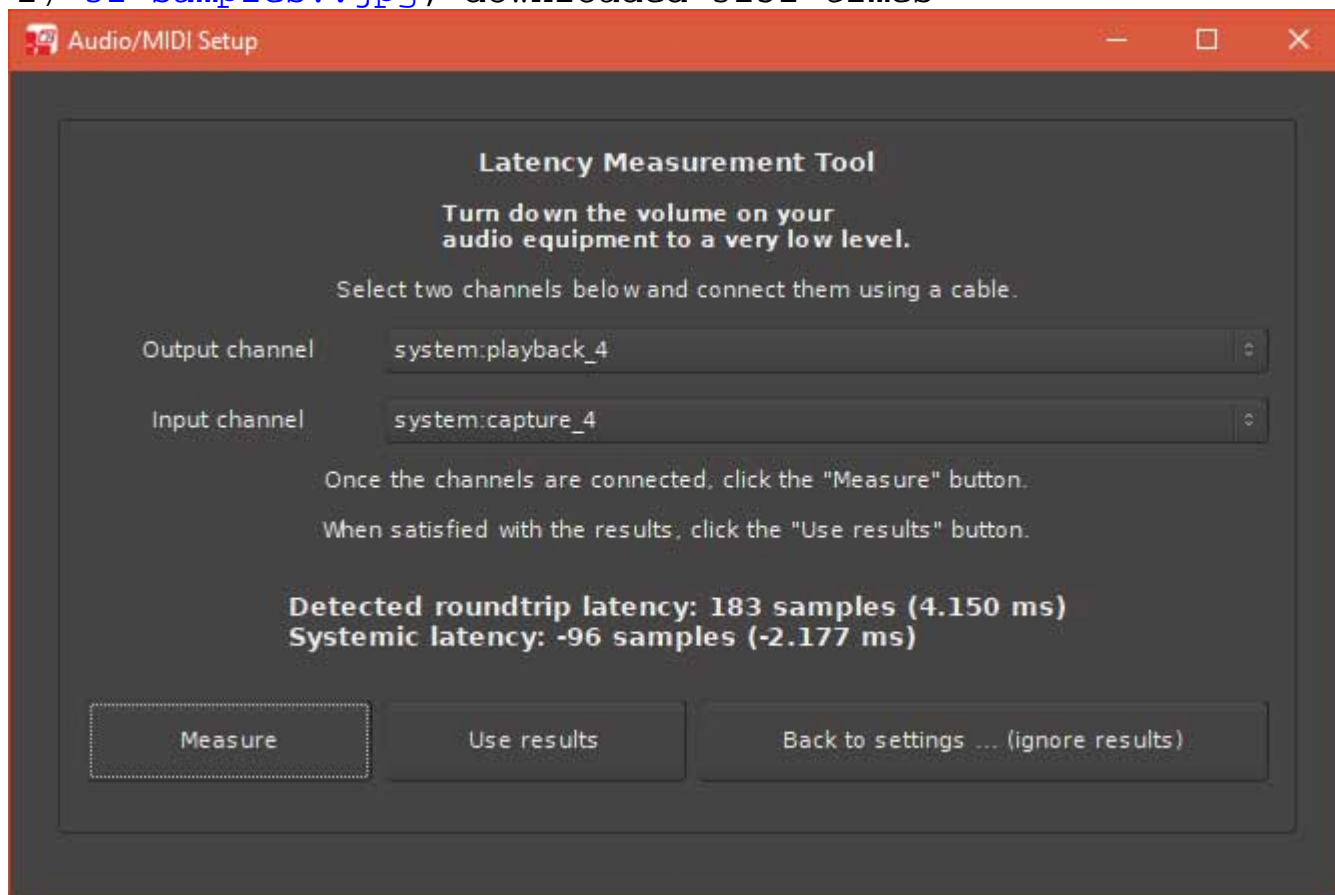 Audio/MIDI Setup
Latency Measurement Tool
Turn down the volume on your
audio equipment to a very low level.
Select two channels below and connect them using a cable.
Output channel system:playback_4
Input channel system:capture_4
Once the channels are connected, click the "Measure" button.
When satisfied with the results, click the "Use results" button.
Detected roundtrip latency: 183 samples (4.150 ms)
Systemic latency: -96 samples (-2.177 ms)
Measure Use results Back to settings ... (ignore results)